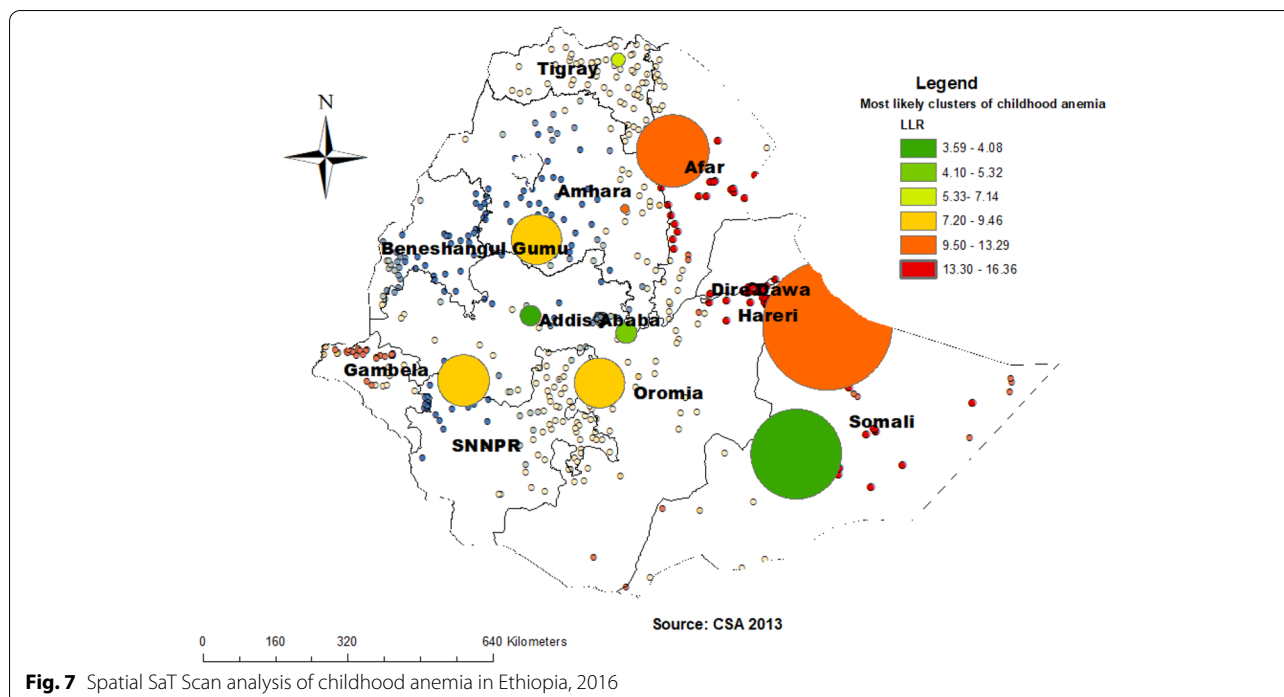 Tigray
N
Afar
Amhara
Beneshangul Gumu
Dire Dawa
Addis Ababa
Hareri
Gambela
Oromia
Somali
SNNPR
Legend
Most likely clusters of childhood anemia
LLR
3.59 - 4.08
4.10 - 5.32
5.33- 7.14
7.20 - 9.46
9.50 - 13.29
13.30 - 16.36
Source: CSA 2013
0 160 320 640 Kilometers
Fig. 7 Spatial SaT Scan analysis of childhood anemia in Ethiopia, 2016